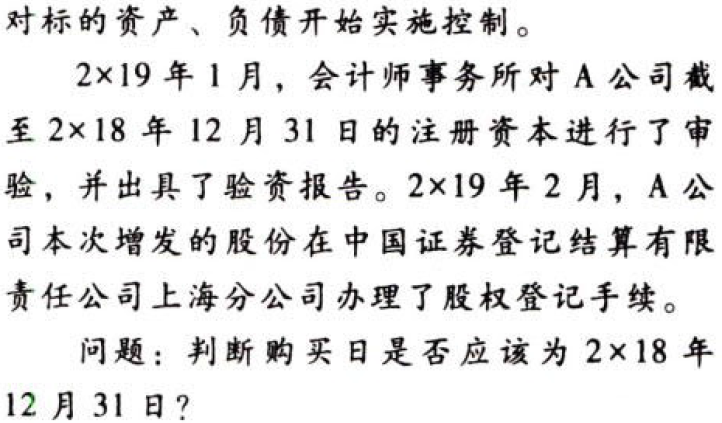 对标的资产、负债开始实施控制。
2×19 年 1 月，会计师事务所对 A 公司截
至 2×18 年 12 月 31 日的注册资本进行了审
验，并出具了验资报告。2×19 年 2 月，A 公
司本次增发的股份在中国证券登记结算有限
责任公司上海分公司办理了股权登记手续。
问题：判断购买日是否应该为 2×18 年
12 月 31 日？